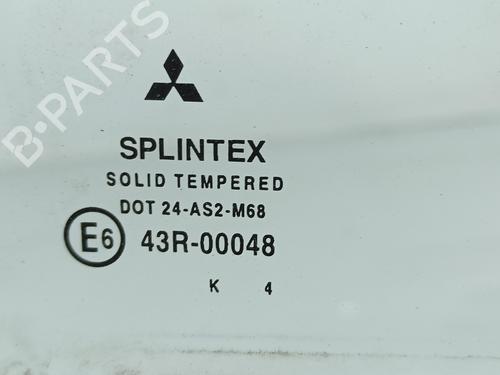 B-PARTS
SPLINTEX
SOLID TEMPERED
DOT 24-AS2-M68
E6 43R-00048
K 4